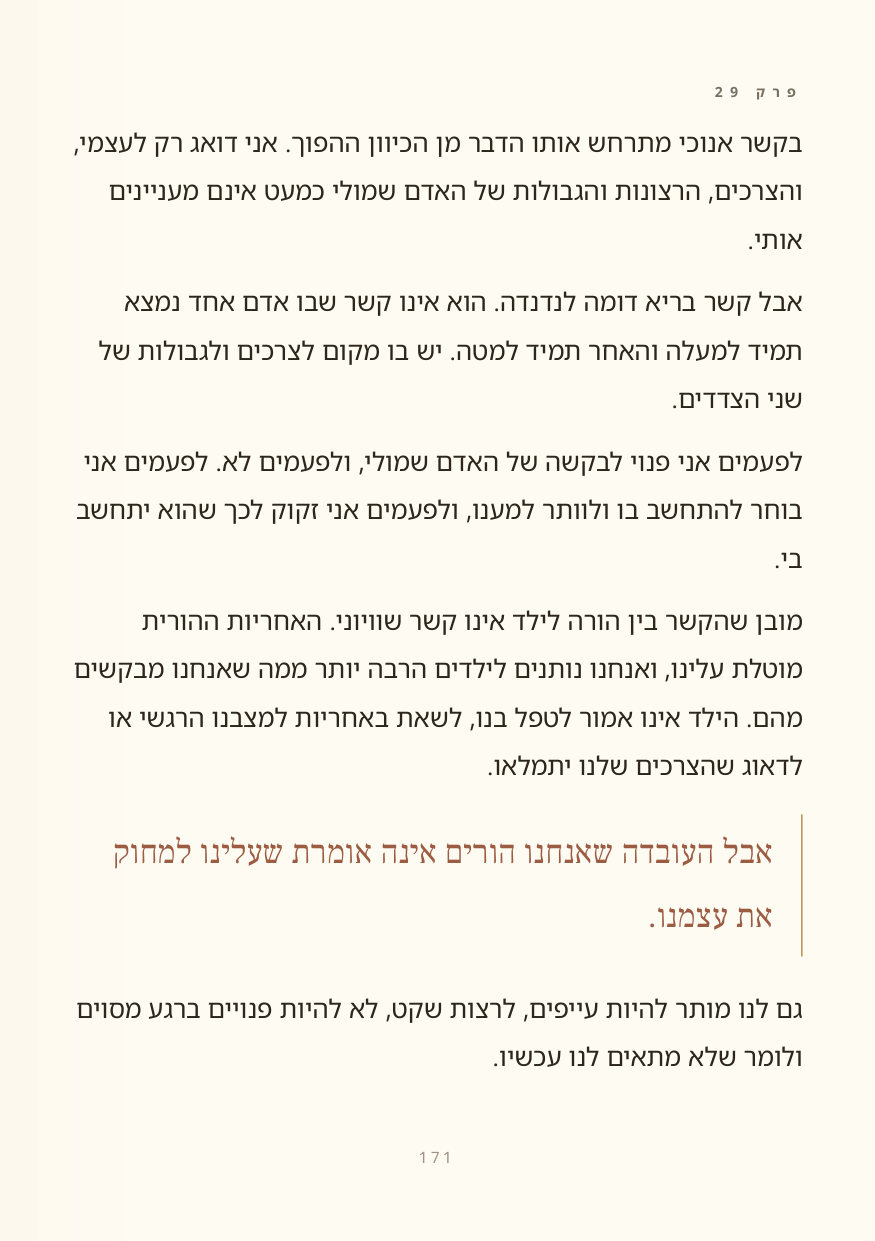 פרק 29
בקשר אנוכי מתרחש אותו הדבר מן הכיוון ההפוך. אני דואג רק לעצמי,
והצרכים, הרצונות והגבולות של האדם שמולי כמעט אינם מעניינים
אותי.
אבל קשר בריא דומה לנדנדה. הוא אינו קשר שבו אדם אחד נמצא
תמיד למעלה והאחר תמיד למטה. יש בו מקום לצרכים ולגבולות של
שני הצדדים.
לפעמים אני פנוי לבקשה של האדם שמולי, ולפעמים לא. לפעמים אני
בוחר להתחשב בו ולוותר למענו, ולפעמים אני זקוק לכך שהוא יתחשב
בי.
מובן שהקשר בין הורה לילד אינו קשר שוויוני. האחריות ההורית
מוטלת עלינו, ואנחנו נותנים לילדים הרבה יותר ממה שאנחנו מבקשים
מהם. הילד אינו אמור לטפל בנו, לשאת באחריות למצבנו הרגשי או
לדאוג שהצרכים שלנו יתמלאו.
אבל העובדה שאנחנו הורים אינה אומרת שעלינו למחוק
את עצמנו.
גם לנו מותר להיות עייפים, לרצות שקט, לא להיות פנויים ברגע מסוים
ולומר שלא מתאים לנו עכשיו.
171